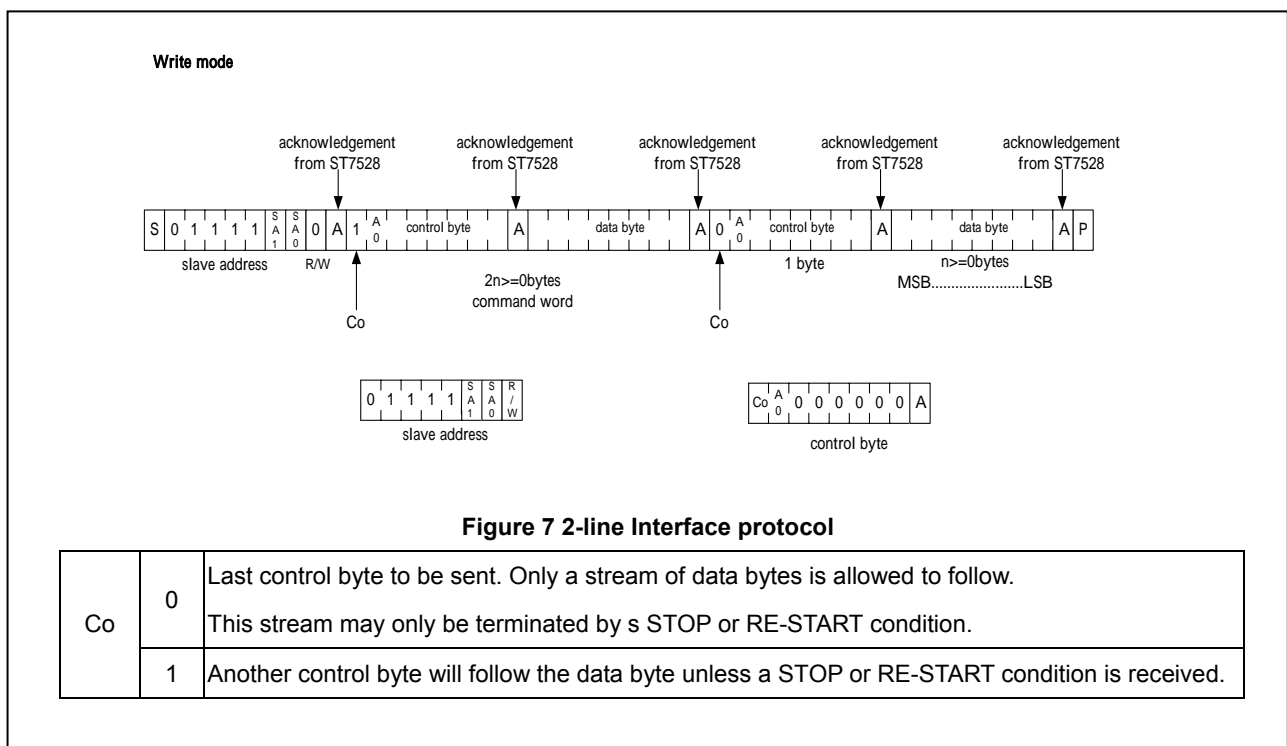 Write mode
acknowledgement from ST7528
acknowledgement from ST7528
acknowledgement from ST7528
acknowledgement from ST7528
acknowledgement from ST7528
S 0 1 1 1 1 SA1 SA0 0 A 1 A0 control byte A data byte A 0 A0 control byte A data byte A P
slave address R/W 1 byte n>=0bytes
2n>=0bytes MSB.......................LSB
command word
Co Co
0 1 1 1 1 SA1 SA0 R/W
slave address
Co A0 0 0 0 0 0 0 A
control byte
Figure 7 2-line Interface protocol
Co
0
Last control byte to be sent. Only a stream of data bytes is allowed to follow.
This stream may only be terminated by s STOP or RE-START condition.
1
Another control byte will follow the data byte unless a STOP or RE-START condition is received.